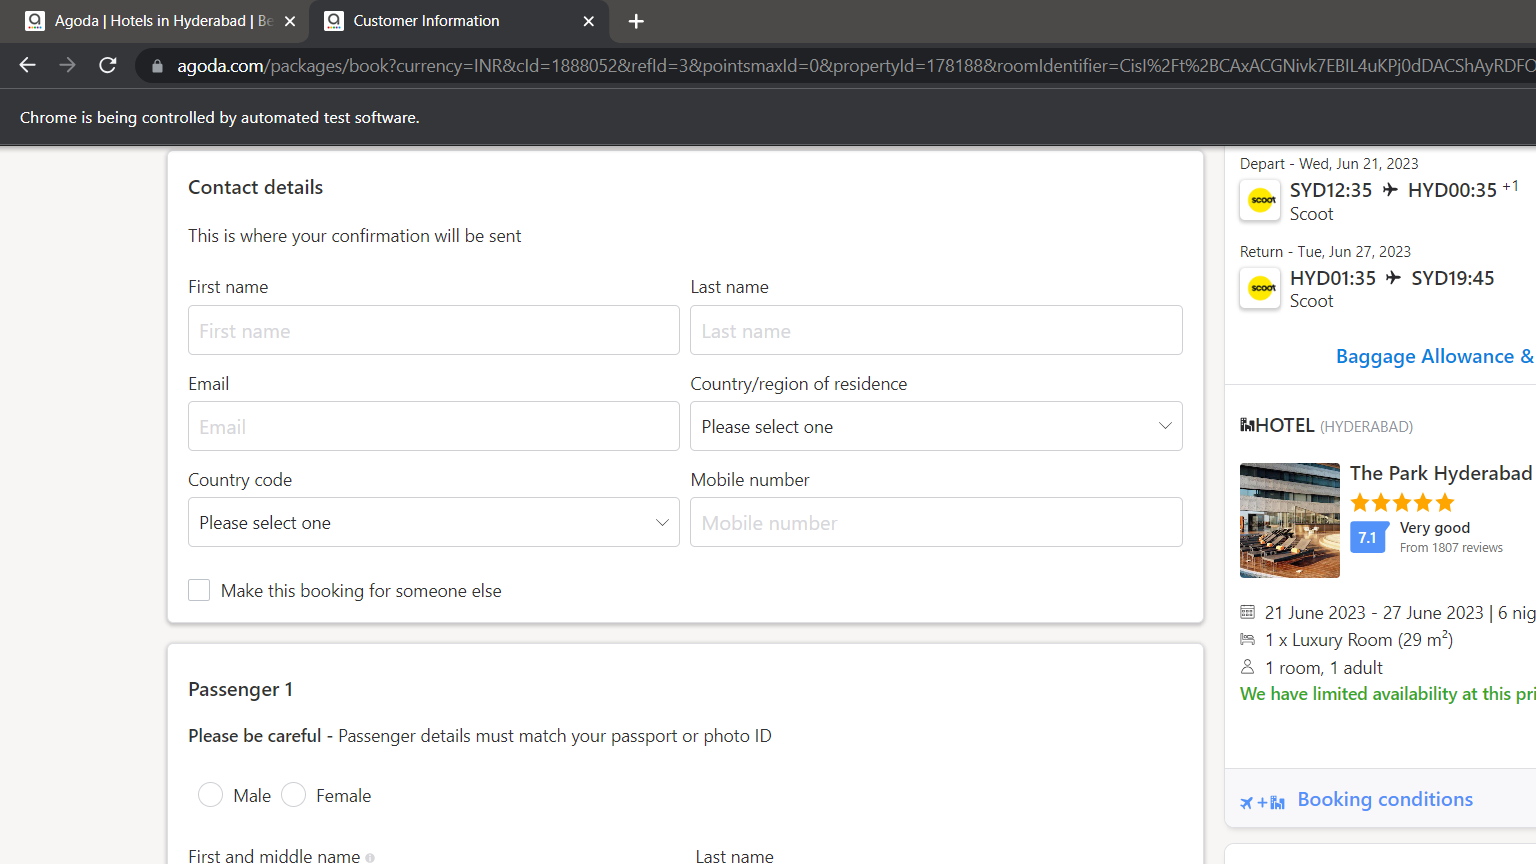 Agoda | Hotels in Hyderabad | Be
Customer Information
agoda.com/packages/book?currency=INR&cId=1888052&refId=3&pointsmaxId=0&propertyId=178188&roomIdentifier=CisI%2Ft%2BCAxACGNivk7EBIL4uKPj0dDACShAyRDFO
Chrome is being controlled by automated test software.
Contact details
This is where your confirmation will be sent
First name
Last name
First name
Last name
Email
Country/region of residence
Email
Please select one
Country code
Mobile number
Please select one
Mobile number
Make this booking for someone else
Passenger 1
Please be careful - Passenger details must match your passport or photo ID
Male
Female
First and middle name
Last name
Depart - Wed, Jun 21, 2023
scoot
SYD12:35 HYD00:35 +1
Scoot
Return - Tue, Jun 27, 2023
scoot
HYD01:35 SYD19:45
Scoot
Baggage Allowance &
HOTEL (HYDERABAD)
The Park Hyderabad
7.1
Very good
From 1807 reviews
21 June 2023 - 27 June 2023 | 6 nig
1 x Luxury Room (29 m²)
1 room, 1 adult
We have limited availability at this pri
+ Booking conditions